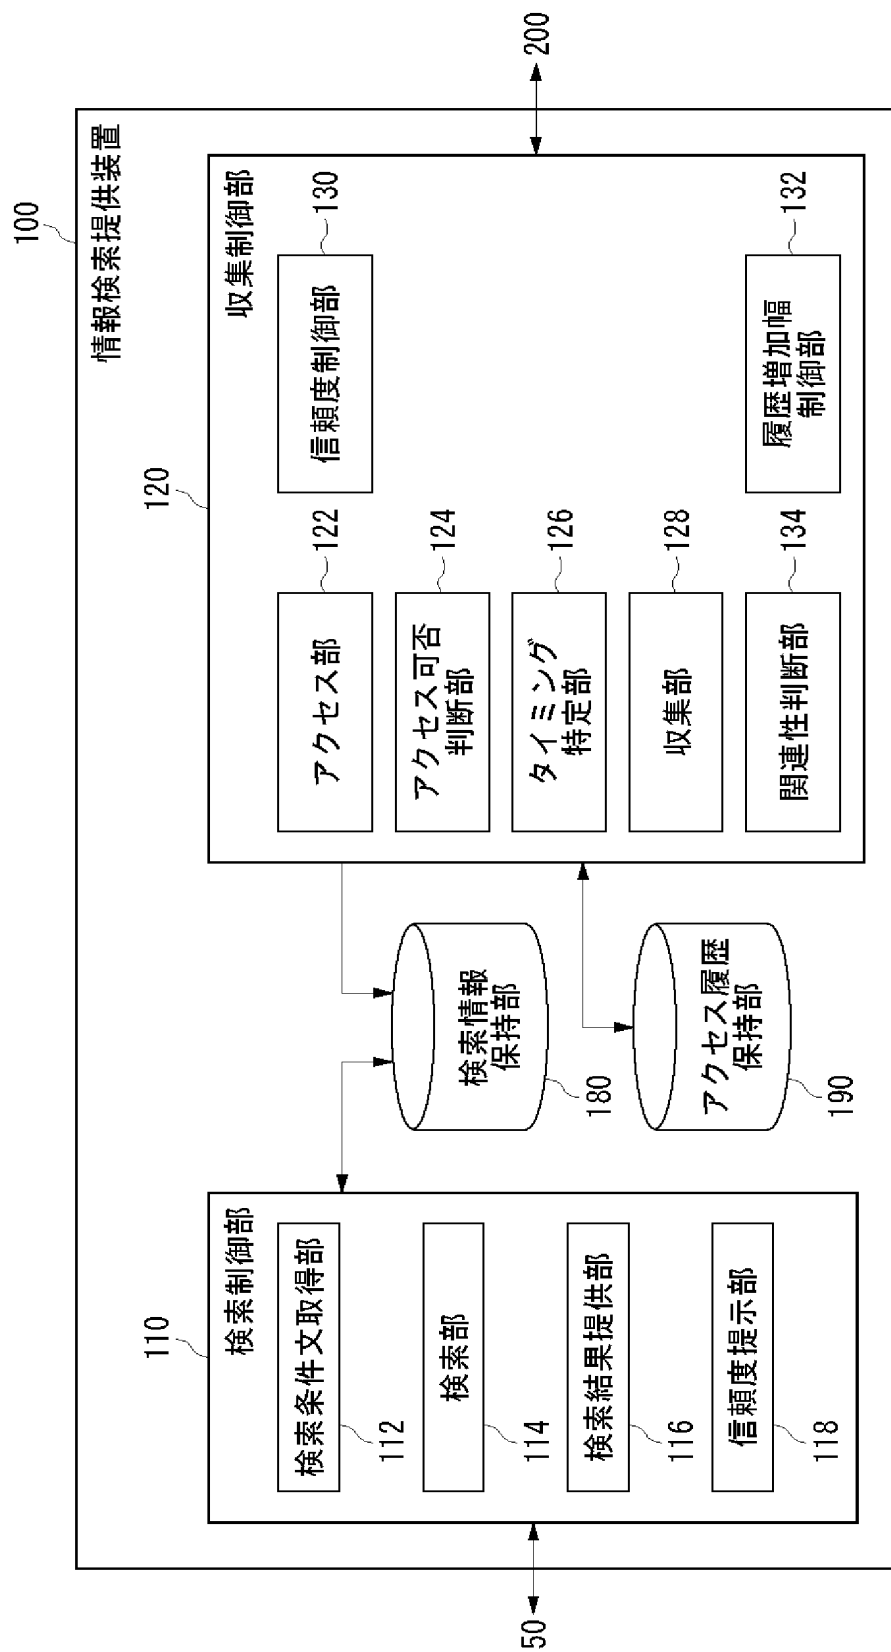 100
情報検索提供装置
110
検索制御部
検索条件文取得部
112
検索部
114
検索結果提供部
116
信頼度提示部
118
50
検索情報
保持部
180
アクセス履歴
保持部
190
120
収集制御部
アクセス部
122
アクセス可否
判断部
124
タイミング
特定部
126
収集部
128
関連性判断部
134
信頼度制御部
130
履歴増加幅
制御部
132
200